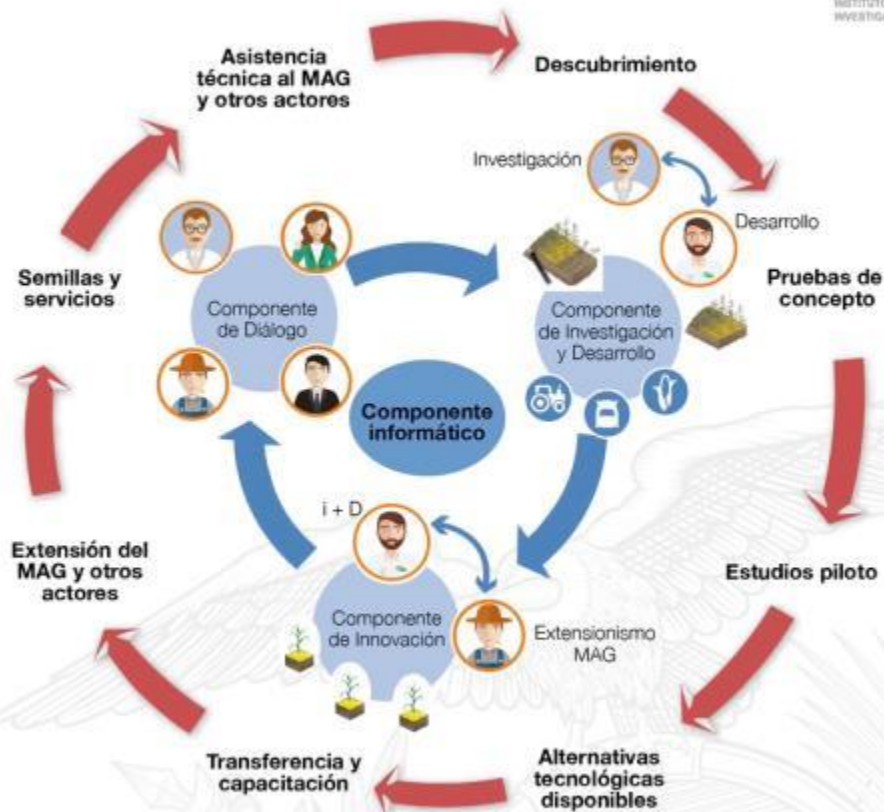 INSTITUTO
Asistencia
técnica al MAG
y otros actores
Descubrimiento
Investigación
Desarrollo
Pruebas de
concepto
Semillas y
servicios
Componente
de Diálogo
Componente
de Investigación
y Desarrollo
Componente
informático
i + D
Extensión del
MAG y otros
actores
Estudios piloto
Componente
de Innovación
Extensionismo
MAG
Transferencia y
capacitación
Alternativas
tecnológicas
disponibles